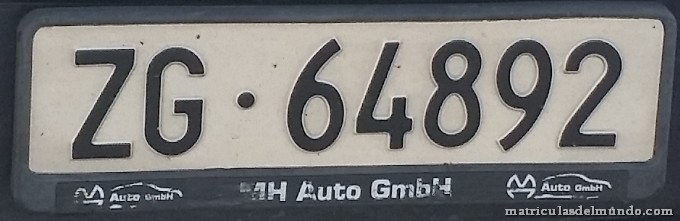 ZG · 64892
Auto GmbH MH Auto GmbH Auto GmbH
matriculasdelmundo.com